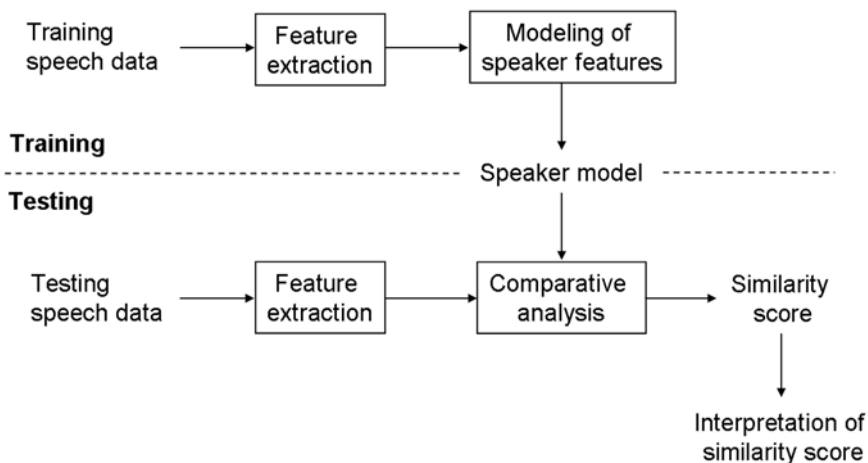 Training
speech data
Feature
extraction
Modeling of
speaker features
Training
Speaker model
Testing
Testing
speech data
Feature
extraction
Comparative
analysis
Similarity
score
Interpretation of
similarity score